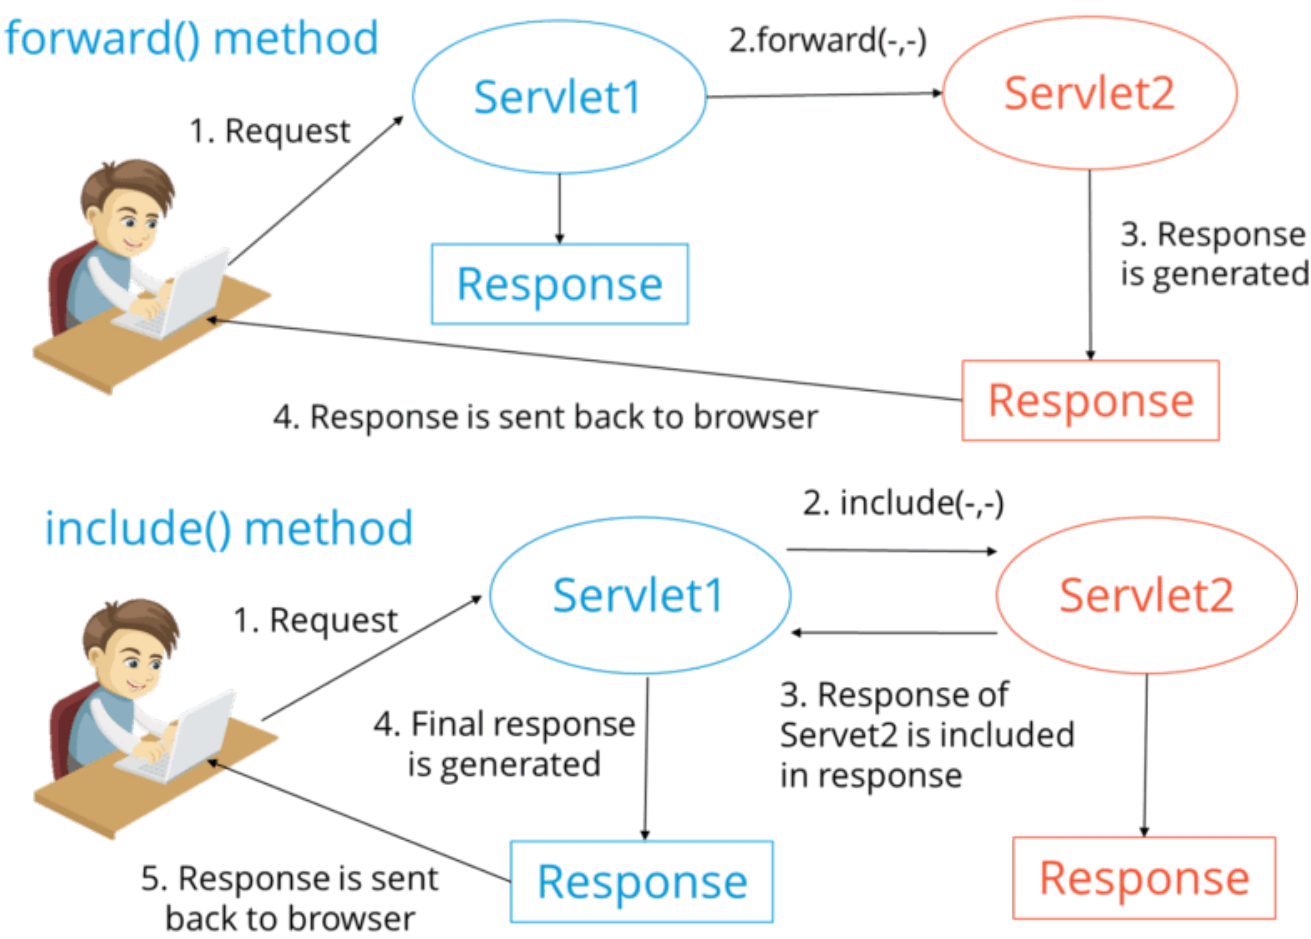 forward() method
2.forward(-,-)
Servlet1
Servlet2
1. Request
3. Response
is generated
Response
Response
4. Response is sent back to browser
include() method
2. include(-,-)
Servlet1
Servlet2
1. Request
4. Final response
is generated
3. Response of
Servet2 is included
in response
Response
Response
5. Response is sent
back to browser